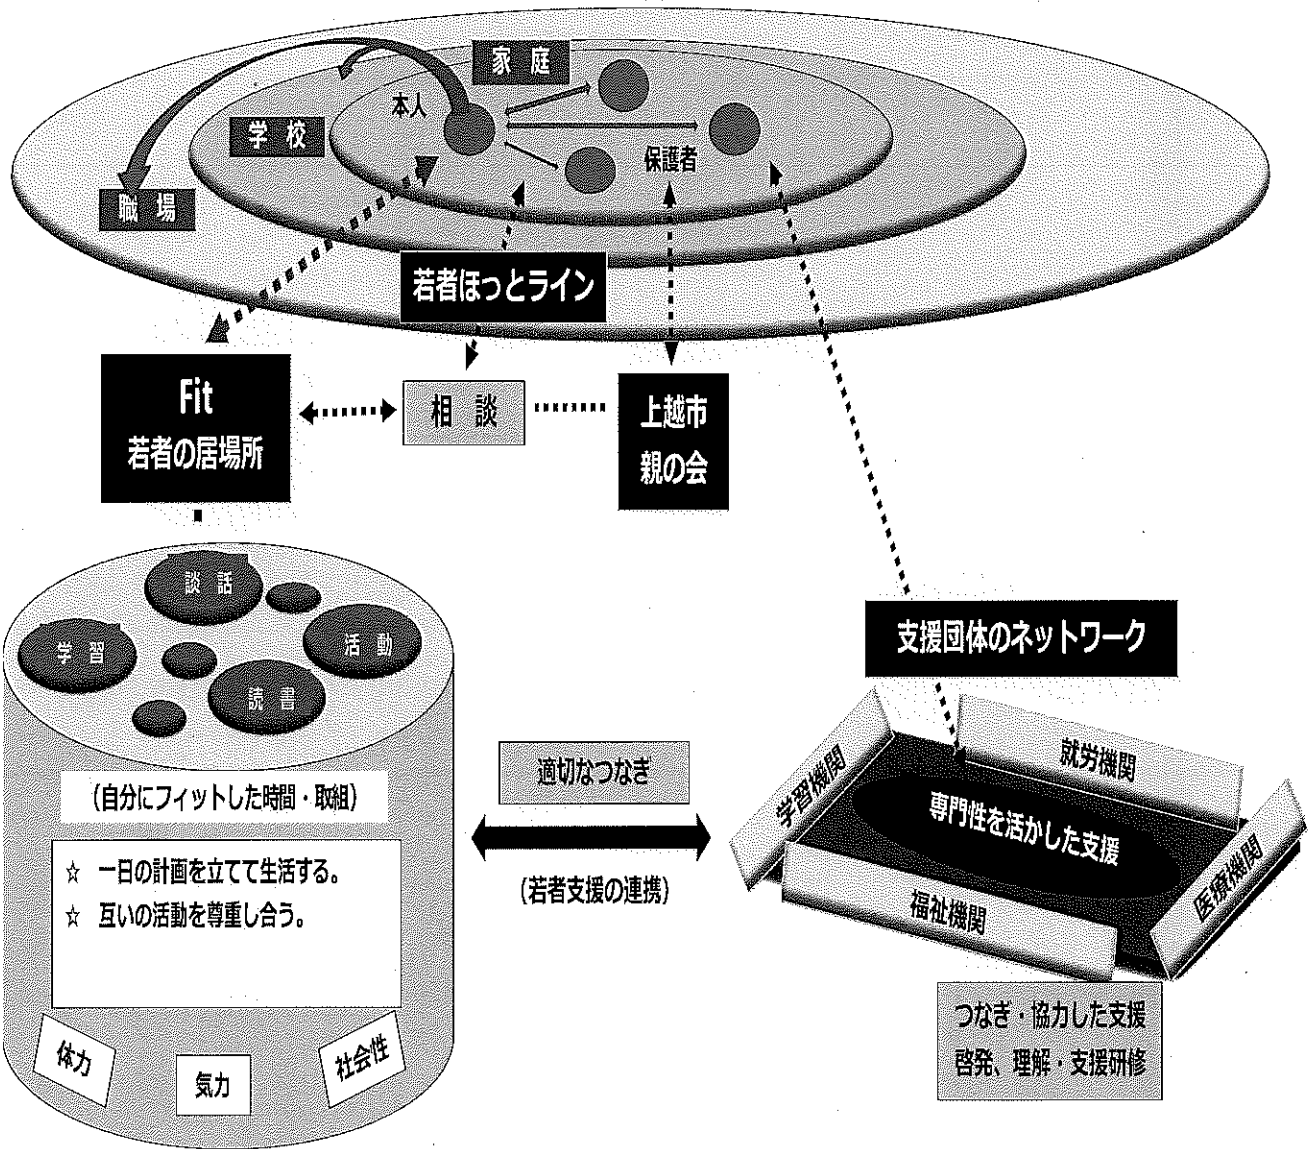 家 庭
本人
学 校
保護者
職 場
若者ほっとライン
Fit
若者の居場所
相 談
上越市
親の会
談 話
学 習
活 動
読 書
支援団体のネットワーク
(自分にフィットした時間・取組)
☆ 一日の計画を立てて生活する。
☆ 互いの活動を尊重し合う。
体力
気力
社会性
適切なつなぎ
(若者支援の連携)
学習機関
就労機関
専門性を活かした支援
福祉機関
医療機関
つなぎ・協力した支援
啓発、理解・支援研修